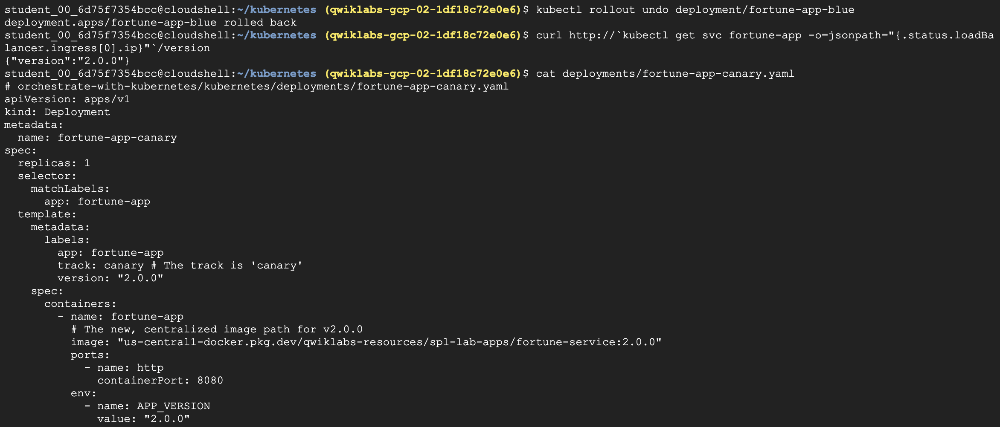 student_00_6d75f7354bcc@cloudshell:~/kubernetes (qwiklabs-gcp-02-1df18c72e0e6)$ kubectl rollout undo deployment/fortune-app-blue
deployment.apps/fortune-app-blue rolled back
student_00_6d75f7354bcc@cloudshell:~/kubernetes (qwiklabs-gcp-02-1df18c72e0e6)$ curl http://`kubectl get svc fortune-app -o=jsonpath="{.status.loadBa
lancer.ingress[0].ip}"`/version
{"version":"2.0.0"}
student_00_6d75f7354bcc@cloudshell:~/kubernetes (qwiklabs-gcp-02-1df18c72e0e6)$ cat deployments/fortune-app-canary.yaml
# orchestrate-with-kubernetes/kubernetes/deployments/fortune-app-canary.yaml
apiVersion: apps/v1
kind: Deployment
metadata:
  name: fortune-app-canary
spec:
  replicas: 1
  selector:
    matchLabels:
      app: fortune-app
  template:
    metadata:
      labels:
        app: fortune-app
        track: canary # The track is 'canary'
        version: "2.0.0"
    spec:
      containers:
        - name: fortune-app
          # The new, centralized image path for v2.0.0
          image: "us-central1-docker.pkg.dev/qwiklabs-resources/spl-lab-apps/fortune-service:2.0.0"
          ports:
            - name: http
              containerPort: 8080
          env:
            - name: APP_VERSION
              value: "2.0.0"